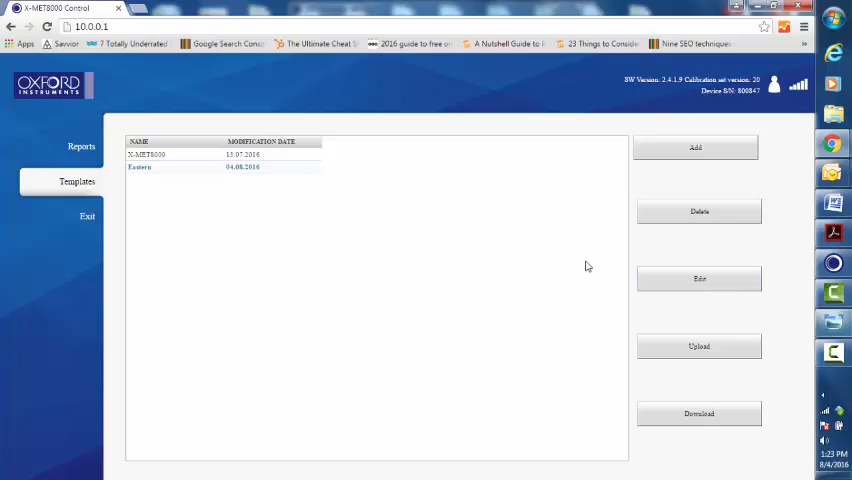 X-MET8000 Control
10.0.0.1
Apps
Savvior
7 Totally Underrated
Google Search Cons
The Ultimate Cheat S
2016 guide to free on
A Nutshell Guide to
23 Things to Conside
Nine SEO techniques
OXFORD
INSTRUMENTS
SW Version: 2.4.1.9 Calibration set version: 20
Device S/N: 800847
Reports
Templates
Exit
NAME MODIFICATION DATE
X-MET8000 13.07.2016
Eastern 04.08.2016
Add
Delete
Edit
Upload
Download
1:23 PM
8/4/2016